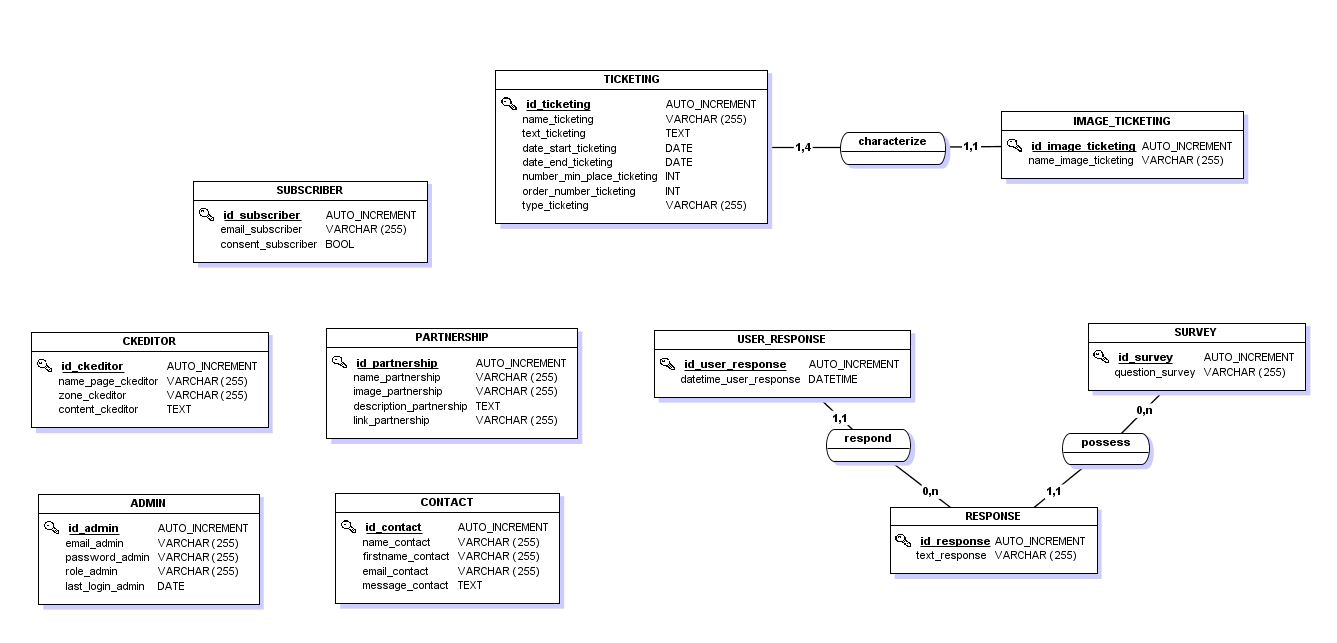 TICKETING
id_ticketing AUTO_INCREMENT
name_ticketing VARCHAR (255)
text_ticketing TEXT
date_start_ticketing DATE
date_end_ticketing DATE
number_min_place_ticketing INT
order_number_ticketing INT
type_ticketing VARCHAR (255)
1,4
characterize
1,1
IMAGE_TICKETING
id_image_ticketing AUTO_INCREMENT
name_image_ticketing VARCHAR (255)
SUBSCRIBER
id_subscriber AUTO_INCREMENT
email_subscriber VARCHAR (255)
consent_subscriber BOOL
CKEDITOR
id_ckeditor AUTO_INCREMENT
name_page_ckeditor VARCHAR (255)
zone_ckeditor VARCHAR (255)
content_ckeditor TEXT
PARTNERSHIP
id_partnership AUTO_INCREMENT
name_partnership VARCHAR (255)
image_partnership VARCHAR (255)
description_partnership TEXT
link_partnership VARCHAR (255)
USER_RESPONSE
id_user_response AUTO_INCREMENT
datetime_user_response DATETIME
SURVEY
id_survey AUTO_INCREMENT
question_survey VARCHAR (255)
1,1
respond
0,n
0,n
possess
1,1
RESPONSE
id_response AUTO_INCREMENT
text_response VARCHAR (255)
ADMIN
id_admin AUTO_INCREMENT
email_admin VARCHAR (255)
password_admin VARCHAR (255)
role_admin VARCHAR (255)
last_login_admin DATE
CONTACT
id_contact AUTO_INCREMENT
name_contact VARCHAR (255)
firstname_contact VARCHAR (255)
email_contact VARCHAR (255)
message_contact TEXT